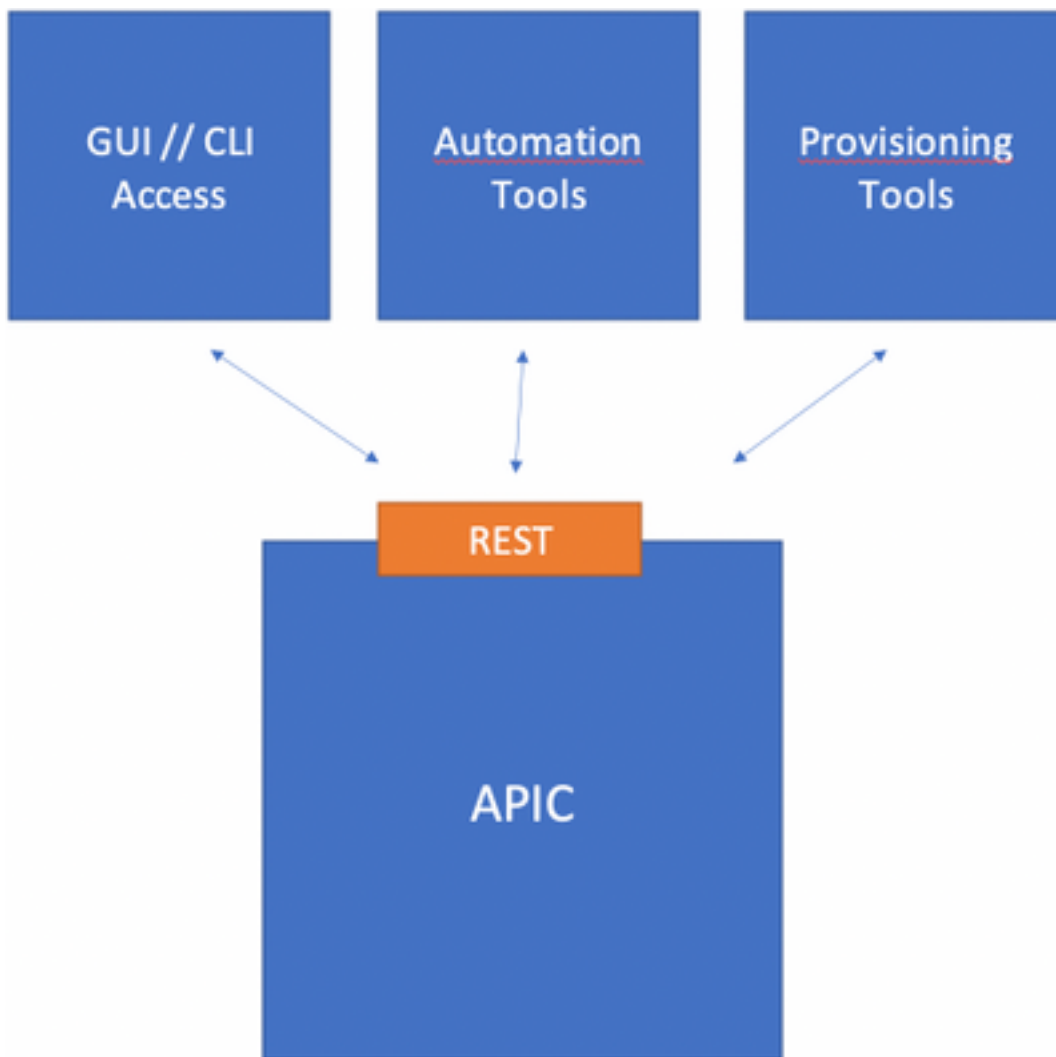 GUI // CLI
Access
Automation
Tools
Provisioning
Tools
REST
APIC